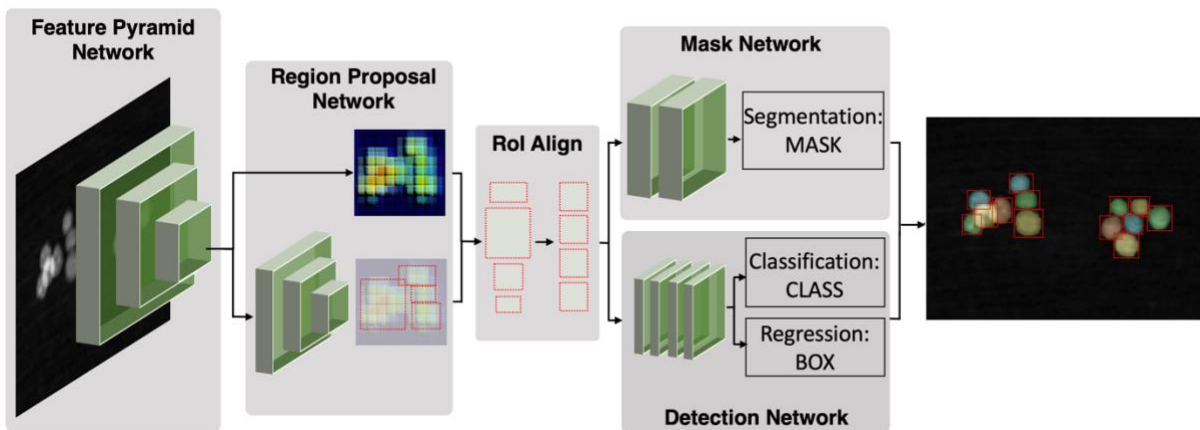 Feature Pyramid
Network
Region Proposal
Network
RoI Align
Mask Network
Segmentation:
MASK
Classification:
CLASS
Regression:
BOX
Detection Network